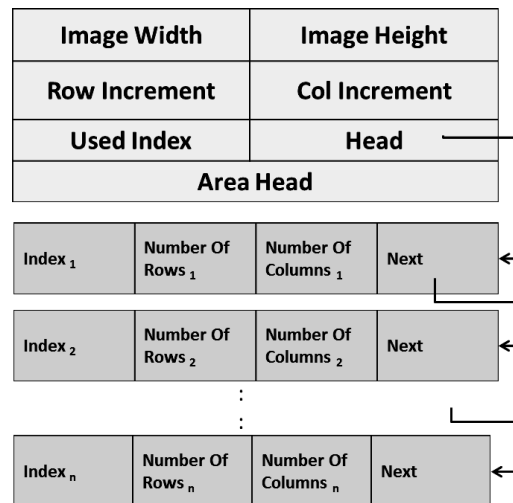 Image Width Image Height
Row Increment Col Increment
Used Index Head
Area Head
Index 1 Number Of Rows 1 Number Of Columns 1 Next
Index 2 Number Of Rows 2 Number Of Columns 2 Next
:
:
Index n Number Of Rows n Number Of Columns n Next